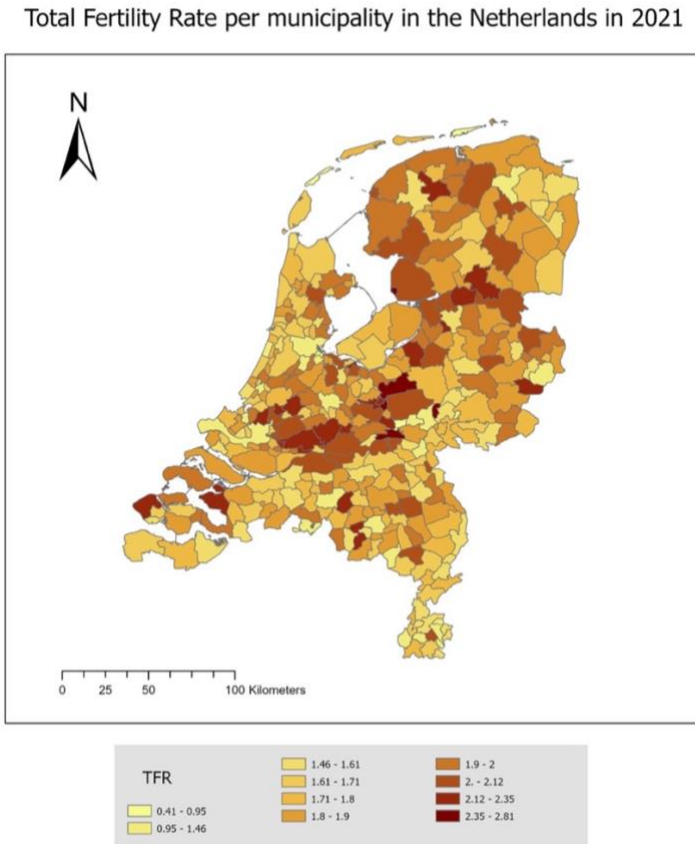 Total Fertility Rate per municipality in the Netherlands in 2021
N
0 25 50 100 Kilometers
TFR
0.41 - 0.95
0.95 - 1.46
1.46 - 1.61
1.61 - 1.71
1.71 - 1.8
1.8 - 1.9
1.9 - 2
2. - 2.12
2.12 - 2.35
2.35 - 2.81